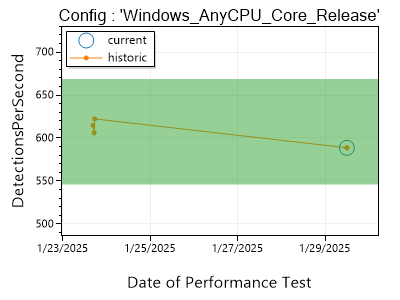 Config : 'Windows_AnyCPU_Core_Release'
current
historic
DetectionsPerSecond
700
650
600
550
500
1/23/2025
1/25/2025
1/27/2025
1/29/2025
Date of Performance Test